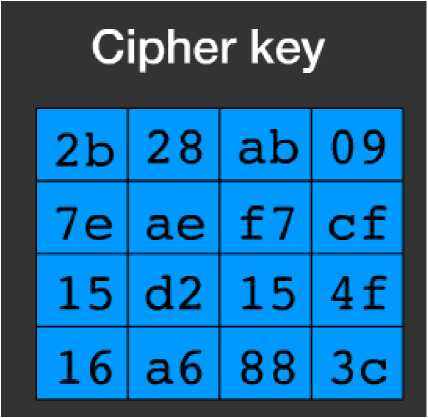 Cipher key
2b 28 ab 09
7e ae f7 cf
15 d2 15 4f
16 a6 88 3c